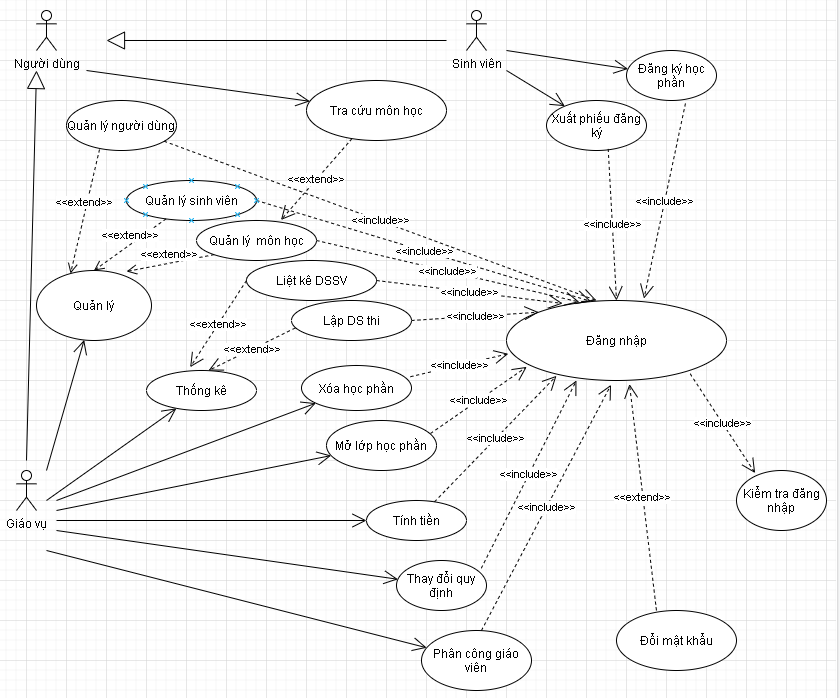 Người dùng
Sinh viên
Đăng ký học
phần
Tra cứu môn học
Xuất phiếu đăng
ký
Quản lý người dùng
<<extend>>
<<extend>>
Quản lý sinh viên
<<include>>
<<include>>
<<include>>
<<extend>>
Quản lý môn học
<<include>>
<<extend>>
<<include>>
Liệt kê DSSV
<<include>>
Quản lý
Lập DS thi
<<include>>
<<extend>>
Đăng nhập
<<extend>>
<<include>>
Thống kê
Xóa học phần
<<include>>
<<include>>
Mở lớp học phần
<<include>>
<<include>>
Kiểm tra đăng
nhập
<<extend>>
<<include>>
Giáo vụ
Tính tiền
Thay đổi quy
định
Đổi mật khẩu
Phân công giáo
viên